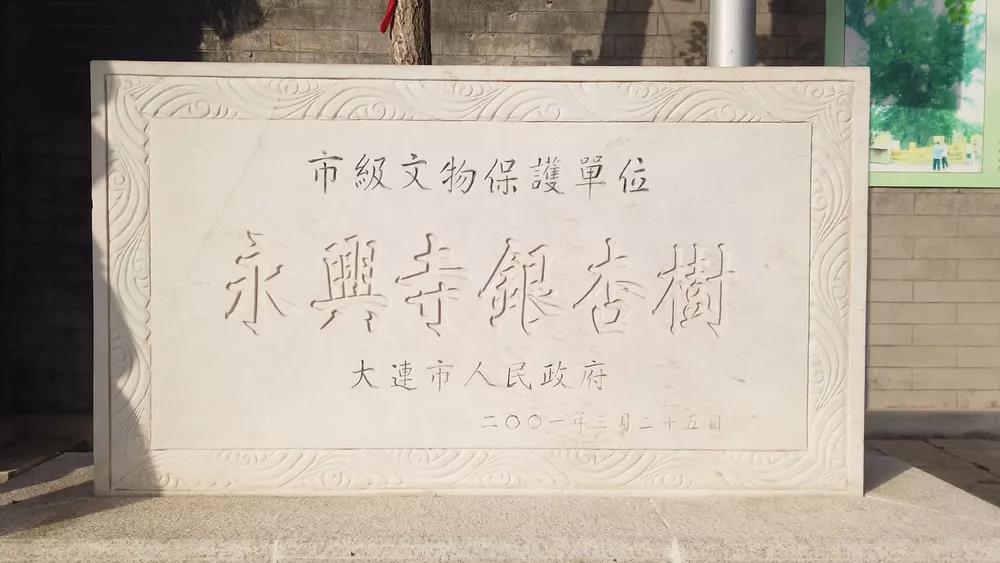 市級文物保護單位
永興寺銀杏樹
大連市人民政府
二〇〇一年三月二十五日